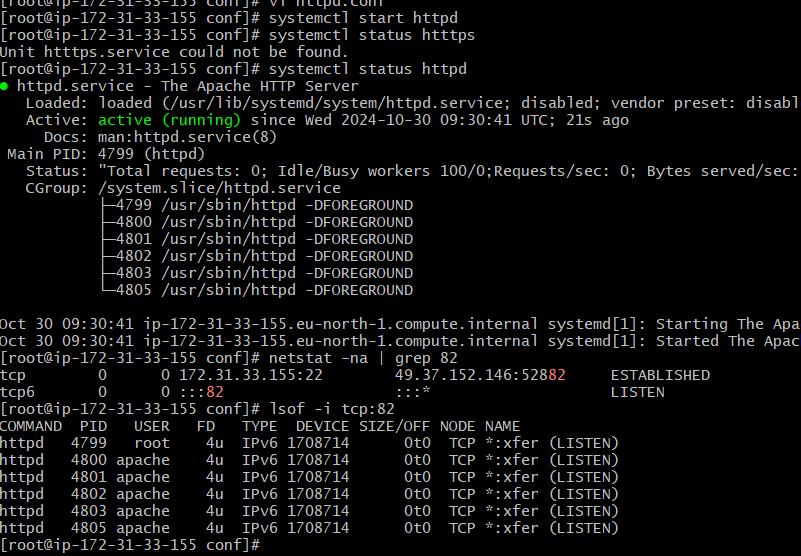 [root@ip-172-31-33-155 conf]# vi httpd.conf
[root@ip-172-31-33-155 conf]# systemctl start httpd
[root@ip-172-31-33-155 conf]# systemctl status htttps
Unit htttps.service could not be found.
[root@ip-172-31-33-155 conf]# systemctl status httpd
● httpd.service - The Apache HTTP Server
Loaded: loaded (/usr/lib/systemd/system/httpd.service; disabled; vendor preset: disabl
Active: active (running) since Wed 2024-10-30 09:30:41 UTC; 21s ago
Docs: man:httpd.service(8)
Main PID: 4799 (httpd)
Status: "Total requests: 0; Idle/Busy workers 100/0;Requests/sec: 0; Bytes served/sec:
CGroup: /system.slice/httpd.service
├─4799 /usr/sbin/httpd -DFOREGROUND
├─4800 /usr/sbin/httpd -DFOREGROUND
├─4801 /usr/sbin/httpd -DFOREGROUND
├─4802 /usr/sbin/httpd -DFOREGROUND
├─4803 /usr/sbin/httpd -DFOREGROUND
└─4805 /usr/sbin/httpd -DFOREGROUND
Oct 30 09:30:41 ip-172-31-33-155.eu-north-1.compute.internal systemd[1]: Starting The Apa
Oct 30 09:30:41 ip-172-31-33-155.eu-north-1.compute.internal systemd[1]: Started The Apac
[root@ip-172-31-33-155 conf]# netstat -na | grep 82
tcp 0 0 172.31.33.155:22 49.37.152.146:52882 ESTABLISHED
tcp6 0 0 :::82 :::* LISTEN
[root@ip-172-31-33-155 conf]# lsof -i tcp:82
COMMAND PID USER FD TYPE DEVICE SIZE/OFF NODE NAME
httpd 4799 root 4u IPv6 1708714 0t0 TCP *:xfer (LISTEN)
httpd 4800 apache 4u IPv6 1708714 0t0 TCP *:xfer (LISTEN)
httpd 4801 apache 4u IPv6 1708714 0t0 TCP *:xfer (LISTEN)
httpd 4802 apache 4u IPv6 1708714 0t0 TCP *:xfer (LISTEN)
httpd 4803 apache 4u IPv6 1708714 0t0 TCP *:xfer (LISTEN)
httpd 4805 apache 4u IPv6 1708714 0t0 TCP *:xfer (LISTEN)
[root@ip-172-31-33-155 conf]#